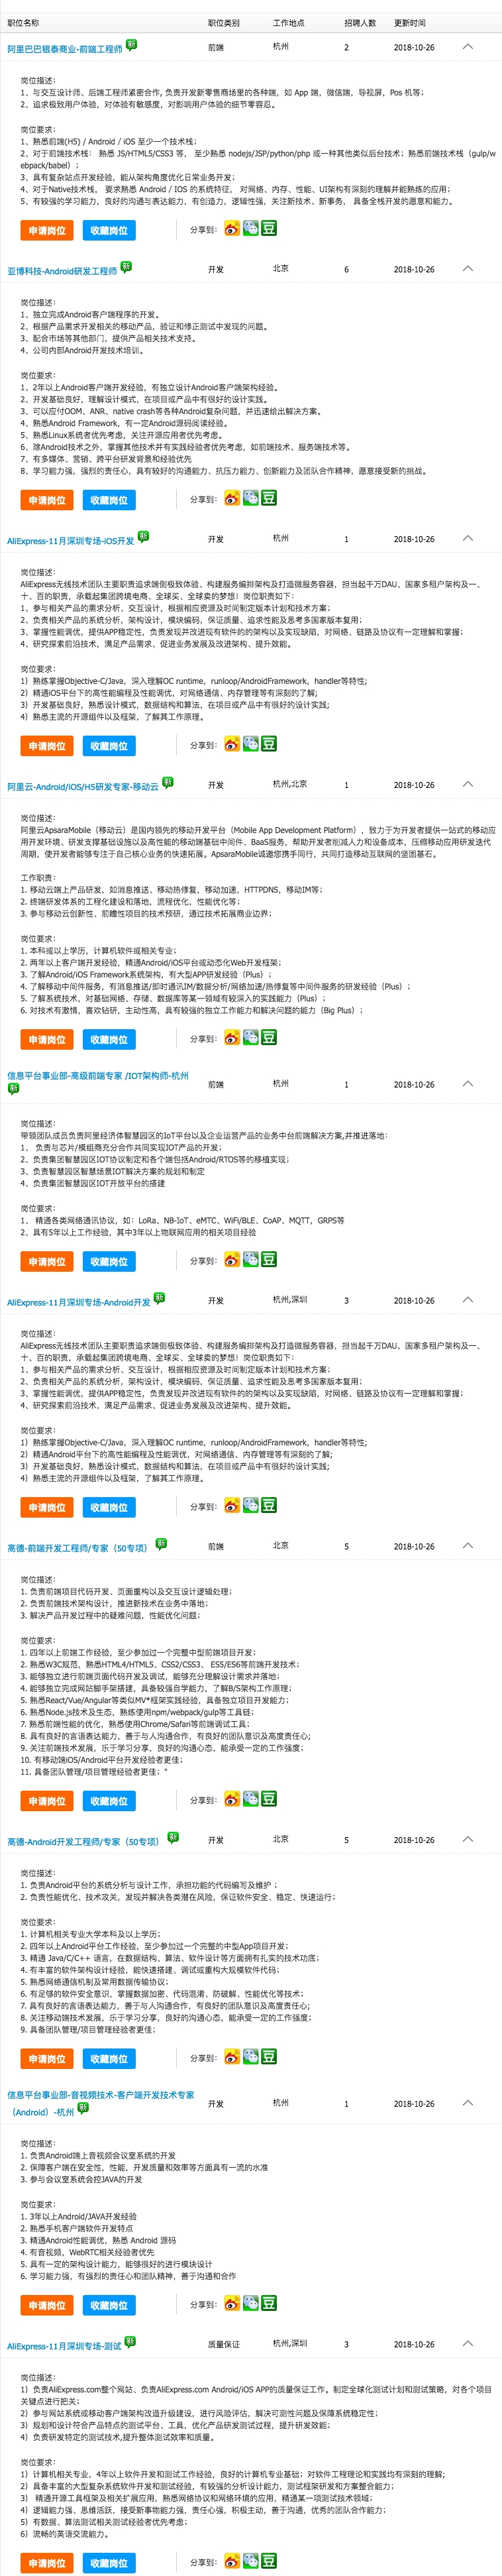 职位名称 职位类别 工作地点 招聘人数 更新时间
阿里巴巴银泰商业-前端工程师 新 前端 杭州 2 2018-10-26
岗位描述：
1、与交互设计师、后端工程师紧密合作, 负责开发新零售商场里的各种端，如 App 端，微信端，导视屏，Pos 机等；
2、追求极致用户体验，对体验有敏感度，对影响用户体验的细节零容忍。
岗位要求：
1、熟悉前端(H5) / Android / iOS 至少一个技术栈；
2、对于前端技术栈： 熟悉 JS/HTML5/CSS3 等， 至少熟悉 nodejs/JSP/python/php 或一种其他类似后台技术；熟悉前端技术栈（gulp/w
ebpack/babel）；
3、具有复杂站点开发经验，能从架构角度优化日常业务开发；
4、对于Native技术栈， 要求熟悉 Android / IOS 的系统特征， 对网络、内存、性能、UI架构有深刻的理解并能熟练的应用；
5、有较强的学习能力，良好的沟通与表达能力，有创造力，逻辑性强，关注新技术、新事务， 具备全栈开发的愿意和能力。
申请岗位 收藏岗位 分享到： 豆
亚博科技-Android研发工程师 新 开发 北京 6 2018-10-26
岗位描述：
1、独立完成Android客户端程序的开发。
2、根据产品需求开发相关的移动产品，验证和修正测试中发现的问题。
3、配合市场等其他部门，提供产品相关技术支持。
4、公司内部Android开发技术培训。
岗位要求：
1、2年以上Android客户端开发经验，有独立设计Android客户端架构经验。
2、开发基础良好，理解设计模式，在项目或产品中有很好的设计实践。
3、可以应付OOM、ANR、native crash等各种Android复杂问题，并迅速给出解决方案。
4、熟悉Android Framework，有一定Android源码阅读经验。
5、熟悉Linux系统者优先考虑，关注开源应用者优先考虑。
6、除Android技术之外，掌握其他技术并有实践经验者优先考虑，如前端技术、服务端技术等。
7、有多媒体、营销、跨平台研发背景和经验优先
8、学习能力强，强烈的责任心，具有较好的沟通能力、抗压能力、创新能力及团队合作精神，愿意接受新的挑战。
申请岗位 收藏岗位 分享到： 豆
AliExpress-11月深圳专场-iOS开发 新 开发 杭州 1 2018-10-26
岗位描述：
AliExpress无线技术团队主要职责追求端侧极致体验、构建服务编排架构及打造微服务容器，担当起千万DAU、国家多租户架构及一、
十、百的职责，承载起集团跨境电商、全球买、全球卖的梦想！岗位职责如下：
1、参与相关产品的需求分析、交互设计，根据相应资源及时间制定版本计划和技术方案；
2、负责相关产品的系统分析，架构设计，模块编码，保证质量、追求性能及思考多国家版本复用；
3、掌握性能调优，提供APP稳定性，负责发现并改进现有软件的的架构以及实现缺陷，对网络、链路及协议有一定理解和掌握；
4、研究探索前沿技术，满足产品需求、促进业务发展及改进架构、提升效能。
岗位要求：
1）熟练掌握Objective-C/Java，深入理解OC runtime，runloop/AndroidFramework，handler等特性;
2）精通iOS平台下的高性能编程及性能调优，对网络通信、内存管理等有深刻的了解;
3）开发基础良好，熟悉设计模式，数据结构和算法，在项目或产品中有很好的设计实践;
4）熟悉主流的开源组件以及框架，了解其工作原理。
申请岗位 收藏岗位 分享到： 豆
阿里云-Android/iOS/H5研发专家-移动云 新 开发 杭州,北京 1 2018-10-26
岗位描述：
阿里云ApsaraMobile（移动云）是国内领先的移动开发平台（Mobile App Development Platform），致力于为开发者提供一站式的移动应
用开发环境、研发支撑基础设施以及高性能的移动端基础中间件、BaaS服务，帮助开发者削减人力和设备成本，压缩移动应用研发迭代
周期，使开发者能够专注于自己核心业务的快速拓展。ApsaraMobile诚邀您携手同行，共同打造移动互联网的坚固基石。
工作职责：
1. 移动云端上产品研发，如消息推送、移动热修复，移动加速，HTTPDNS，移动IM等；
2. 终端研发体系的工程化建设和落地，流程优化，性能优化等；
3. 参与移动云创新性、前瞻性项目的技术预研，通过技术拓展商业边界；
岗位要求：
1. 本科或以上学历，计算机软件或相关专业；
2. 两年以上客户端开发经验，精通Android/iOS平台或动态化Web开发框架；
3. 了解Android/iOS Framework系统架构，有大型APP研发经验（Plus）；
4. 了解移动中间件服务，有消息推送/即时通讯IM/数据分析/网络加速/热修复等中间件服务的研发经验（Plus）；
5. 了解系统技术，对基础网络、存储、数据库等某一领域有较深入的实践能力（Plus）；
6. 对技术有激情，喜欢钻研，主动性高，具有较强的独立工作能力和解决问题的能力（Big Plus）；
申请岗位 收藏岗位 分享到： 豆
信息平台事业部-高级前端专家 /IOT架构师-杭州 新 前端 杭州 1 2018-10-26
岗位描述：
带领团队成员负责阿里经济体智慧园区的IoT平台以及企业运营产品的业务中台前端解决方案,并推进落地：
1、 负责与芯片/模组商充分合作共同实现IOT产品的开发；
2、负责集团智慧园区IOT协议制定和各个端包括Android/RTOS等的移植实现；
3、负责智慧园区智慧场景IOT解决方案的规划和制定
4、负责集团智慧园区IOT开放平台的搭建
岗位要求：
1、 精通各类网络通讯协议，如：LoRa、NB-IoT、eMTC、WiFi/BLE、CoAP、MQTT，GRPS等
2、具有5年以上工作经验，其中3年以上物联网应用的相关项目经验
申请岗位 收藏岗位 分享到： 豆
AliExpress-11月深圳专场-Android开发 新 开发 杭州,深圳 3 2018-10-26
岗位描述：
AliExpress无线技术团队主要职责追求端侧极致体验、构建服务编排架构及打造微服务容器，担当起千万DAU、国家多租户架构及一、
十、百的职责，承载起集团跨境电商、全球买、全球卖的梦想！岗位职责如下：
1、参与相关产品的需求分析、交互设计，根据相应资源及时间制定版本计划和技术方案；
2、负责相关产品的系统分析，架构设计，模块编码，保证质量、追求性能及思考多国家版本复用；
3、掌握性能调优，提供APP稳定性，负责发现并改进现有软件的的架构以及实现缺陷，对网络、链路及协议有一定理解和掌握；
4、研究探索前沿技术，满足产品需求、促进业务发展及改进架构、提升效能。
岗位要求：
1）熟练掌握Objective-C/Java，深入理解OC runtime，runloop/AndroidFramework，handler等特性;
2）精通Android平台下的高性能编程及性能调优，对网络通信、内存管理等有深刻的了解;
3）开发基础良好，熟悉设计模式，数据结构和算法，在项目或产品中有很好的设计实践;
4）熟悉主流的开源组件以及框架，了解其工作原理。
申请岗位 收藏岗位 分享到： 豆
高德-前端开发工程师/专家（50专项） 新 前端 北京 5 2018-10-26
岗位描述：
1. 负责前端项目代码开发、页面重构以及交互设计逻辑处理；
2. 负责前端技术架构设计，推进新技术在业务中落地；
3. 解决产品开发过程中的疑难问题，性能优化问题；
岗位要求：
1. 四年以上前端工作经验，至少参加过一个完整中型前端项目开发；
2. 熟悉W3C规范，熟悉HTML4/HTML5、CSS2/CSS3、 ES5/ES6等前端开发技术；
3. 能够独立进行前端页面代码开发及调试，能够充分理解设计需求并落地；
4. 能够独立完成网站脚手架搭建，具备较强自学能力，了解B/S架构工作原理；
5. 熟悉React/Vue/Angular等类似MV*框架实践经验，具备独立项目开发能力；
6. 熟悉Node.js技术及生态，熟练使用npm/webpack/gulp等工具链；
7. 熟悉前端性能的优化，熟悉使用Chrome/Safari等前端调试工具；
8. 具有良好的言语表达能力，善于与人沟通合作，有良好的团队意识及高度责任心;
9. 关注前端技术发展，乐于学习分享，良好的沟通心态，能承受一定的工作强度；
10. 有移动端iOS/Android平台开发经验者更佳；
11. 具备团队管理/项目管理经验者更佳；"
申请岗位 收藏岗位 分享到： 豆
高德-Android开发工程师/专家（50专项） 新 开发 北京 5 2018-10-26
岗位描述：
1. 负责Android平台的系统分析与设计工作，承担功能的代码编写及维护 ；
2. 负责性能优化、技术攻关，发现并解决各类潜在风险，保证软件安全、稳定、快速运行；
岗位要求：
1. 计算机相关专业大学本科及以上学历；
2. 四年以上Android平台工作经验，至少参加过一个完整的中型App项目开发；
3. 精通 Java/C/C++ 语言，在数据结构、算法、软件设计等方面拥有扎实的技术功底；
4. 有丰富的软件架构设计经验，能快速搭建、调试或重构大规模软件代码；
5. 熟悉网络通信机制及常用数据传输协议；
6. 有足够的软件安全意识，掌握数据加密、代码混淆、防破解、性能优化等技术；
7. 具有良好的言语表达能力，善于与人沟通合作，有良好的团队意识及高度责任心;
8. 关注移动端技术发展，乐于学习分享，良好的沟通心态，能承受一定的工作强度；
9. 具备团队管理/项目管理经验者更佳；
申请岗位 收藏岗位 分享到： 豆
信息平台事业部-音视频技术-客户端开发技术专家
（Android）-杭州 新 开发 杭州 1 2018-10-26
岗位描述：
1. 负责Android端上音视频会议室系统的开发
2. 保障客户端在安全性，性能，开发质量和效率等方面具有一流的水准
3. 参与会议室系统会控JAVA的开发
岗位要求：
1. 3年以上Android/JAVA开发经验
2. 熟悉手机客户端软件开发特点
3. 精通Android性能调优，熟悉 Android 源码
4. 有音视频，WebRTC相关经验者优先
5. 具有一定的架构设计能力，能够很好的进行模块设计
6. 学习能力强，有强烈的责任心和团队精神，善于沟通和合作
申请岗位 收藏岗位 分享到： 豆
AliExpress-11月深圳专场-测试 新 质量保证 杭州,深圳 3 2018-10-26
岗位描述：
1）负责AliExpress.com整个网站、负责AliExpress.com Android/iOS APP的质量保证工作。制定全球化测试计划和测试策略，对各个项目
关键点进行把关；
2）参与网站系统或移动客户端架构改造升级建设，进行风险评估，解决可测性问题及保障系统稳定性；
3）规划和设计符合产品特点的测试平台、工具，优化产品研发测试过程，提升研发效能；
4）负责研发特定的测试技术,提升整体测试效率和质量。
岗位要求：
1）计算机相关专业，4年以上软件开发和测试工作经验，良好的计算机专业基础；对软件工程理论和实践均有深刻的理解;
2）具备丰富的大型复杂系统软件开发和测试经验，有较强的分析设计能力，测试框架研发和方案整合能力；
3） 精通开源工具框架及相关扩展应用，熟悉网络协议和网络环境的应用，精通某一项测试技术领域；
4）逻辑能力强、思维活跃，接受新事物能力强，责任心强，积极主动，善于沟通，优秀的团队合作能力；
5）有数据、算法测试相关测试经验者优先考虑；
6）流畅的英语交流能力。
申请岗位 收藏岗位 分享到： 豆